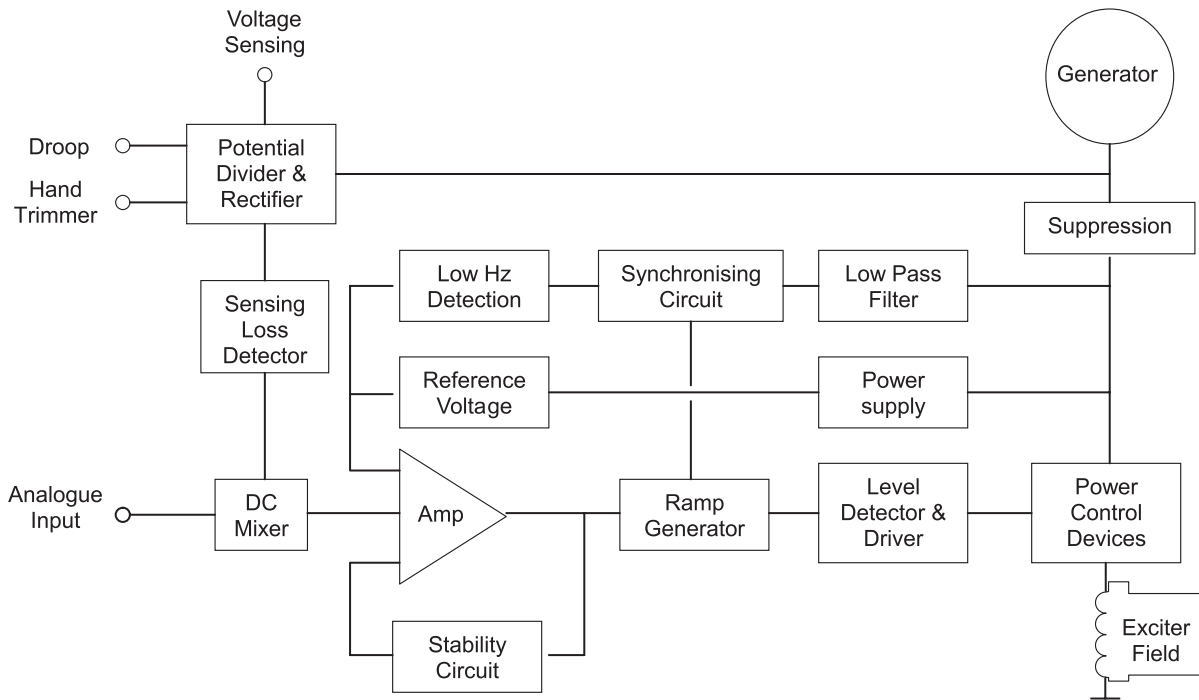 Voltage
Sensing
Generator
Droop
Potential
Divider &
Rectifier
Hand
Trimmer
Suppression
Low Hz
Detection
Synchronising
Circuit
Low Pass
Filter
Sensing
Loss
Detector
Reference
Voltage
Power
supply
Analogue
Input
DC
Mixer
Amp
Ramp
Generator
Level
Detector &
Driver
Power
Control
Devices
Stability
Circuit
Exciter
Field